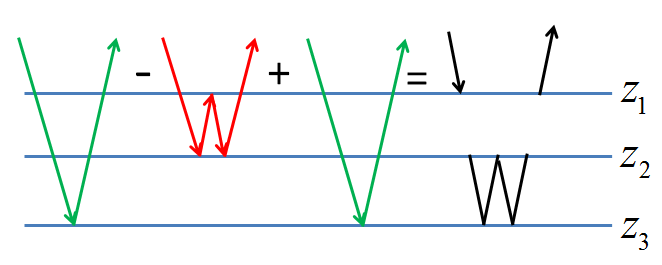 - + =
z1
z2
z3